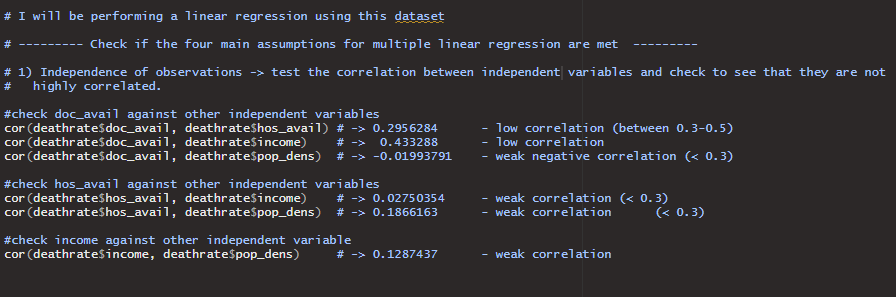 # I will be performing a linear regression using this dataset
# --------- Check if the four main assumptions for multiple linear regression are met  ---------
# 1) Independence of observations -> test the correlation between independent variables and check to see that they are not
#   highly correlated.
#check doc_avail against other independent variables
cor(deathrate$doc_avail, deathrate$hos_avail) # -> 0.2956284      - low correlation (between 0.3-0.5)
cor(deathrate$doc_avail, deathrate$income)    # ->  0.433288      - low correlation
cor(deathrate$doc_avail, deathrate$pop_dens)  # -> -0.01993791    - weak negative correlation (< 0.3)
#check hos_avail against other independent variables
cor(deathrate$hos_avail, deathrate$income)    # -> 0.02750354     - weak correlation (< 0.3)
cor(deathrate$hos_avail, deathrate$pop_dens)  # -> 0.1866163      - weak correlation      (< 0.3)
#check income against other independent variable
cor(deathrate$income, deathrate$pop_dens)     # -> 0.1287437      - weak correlation